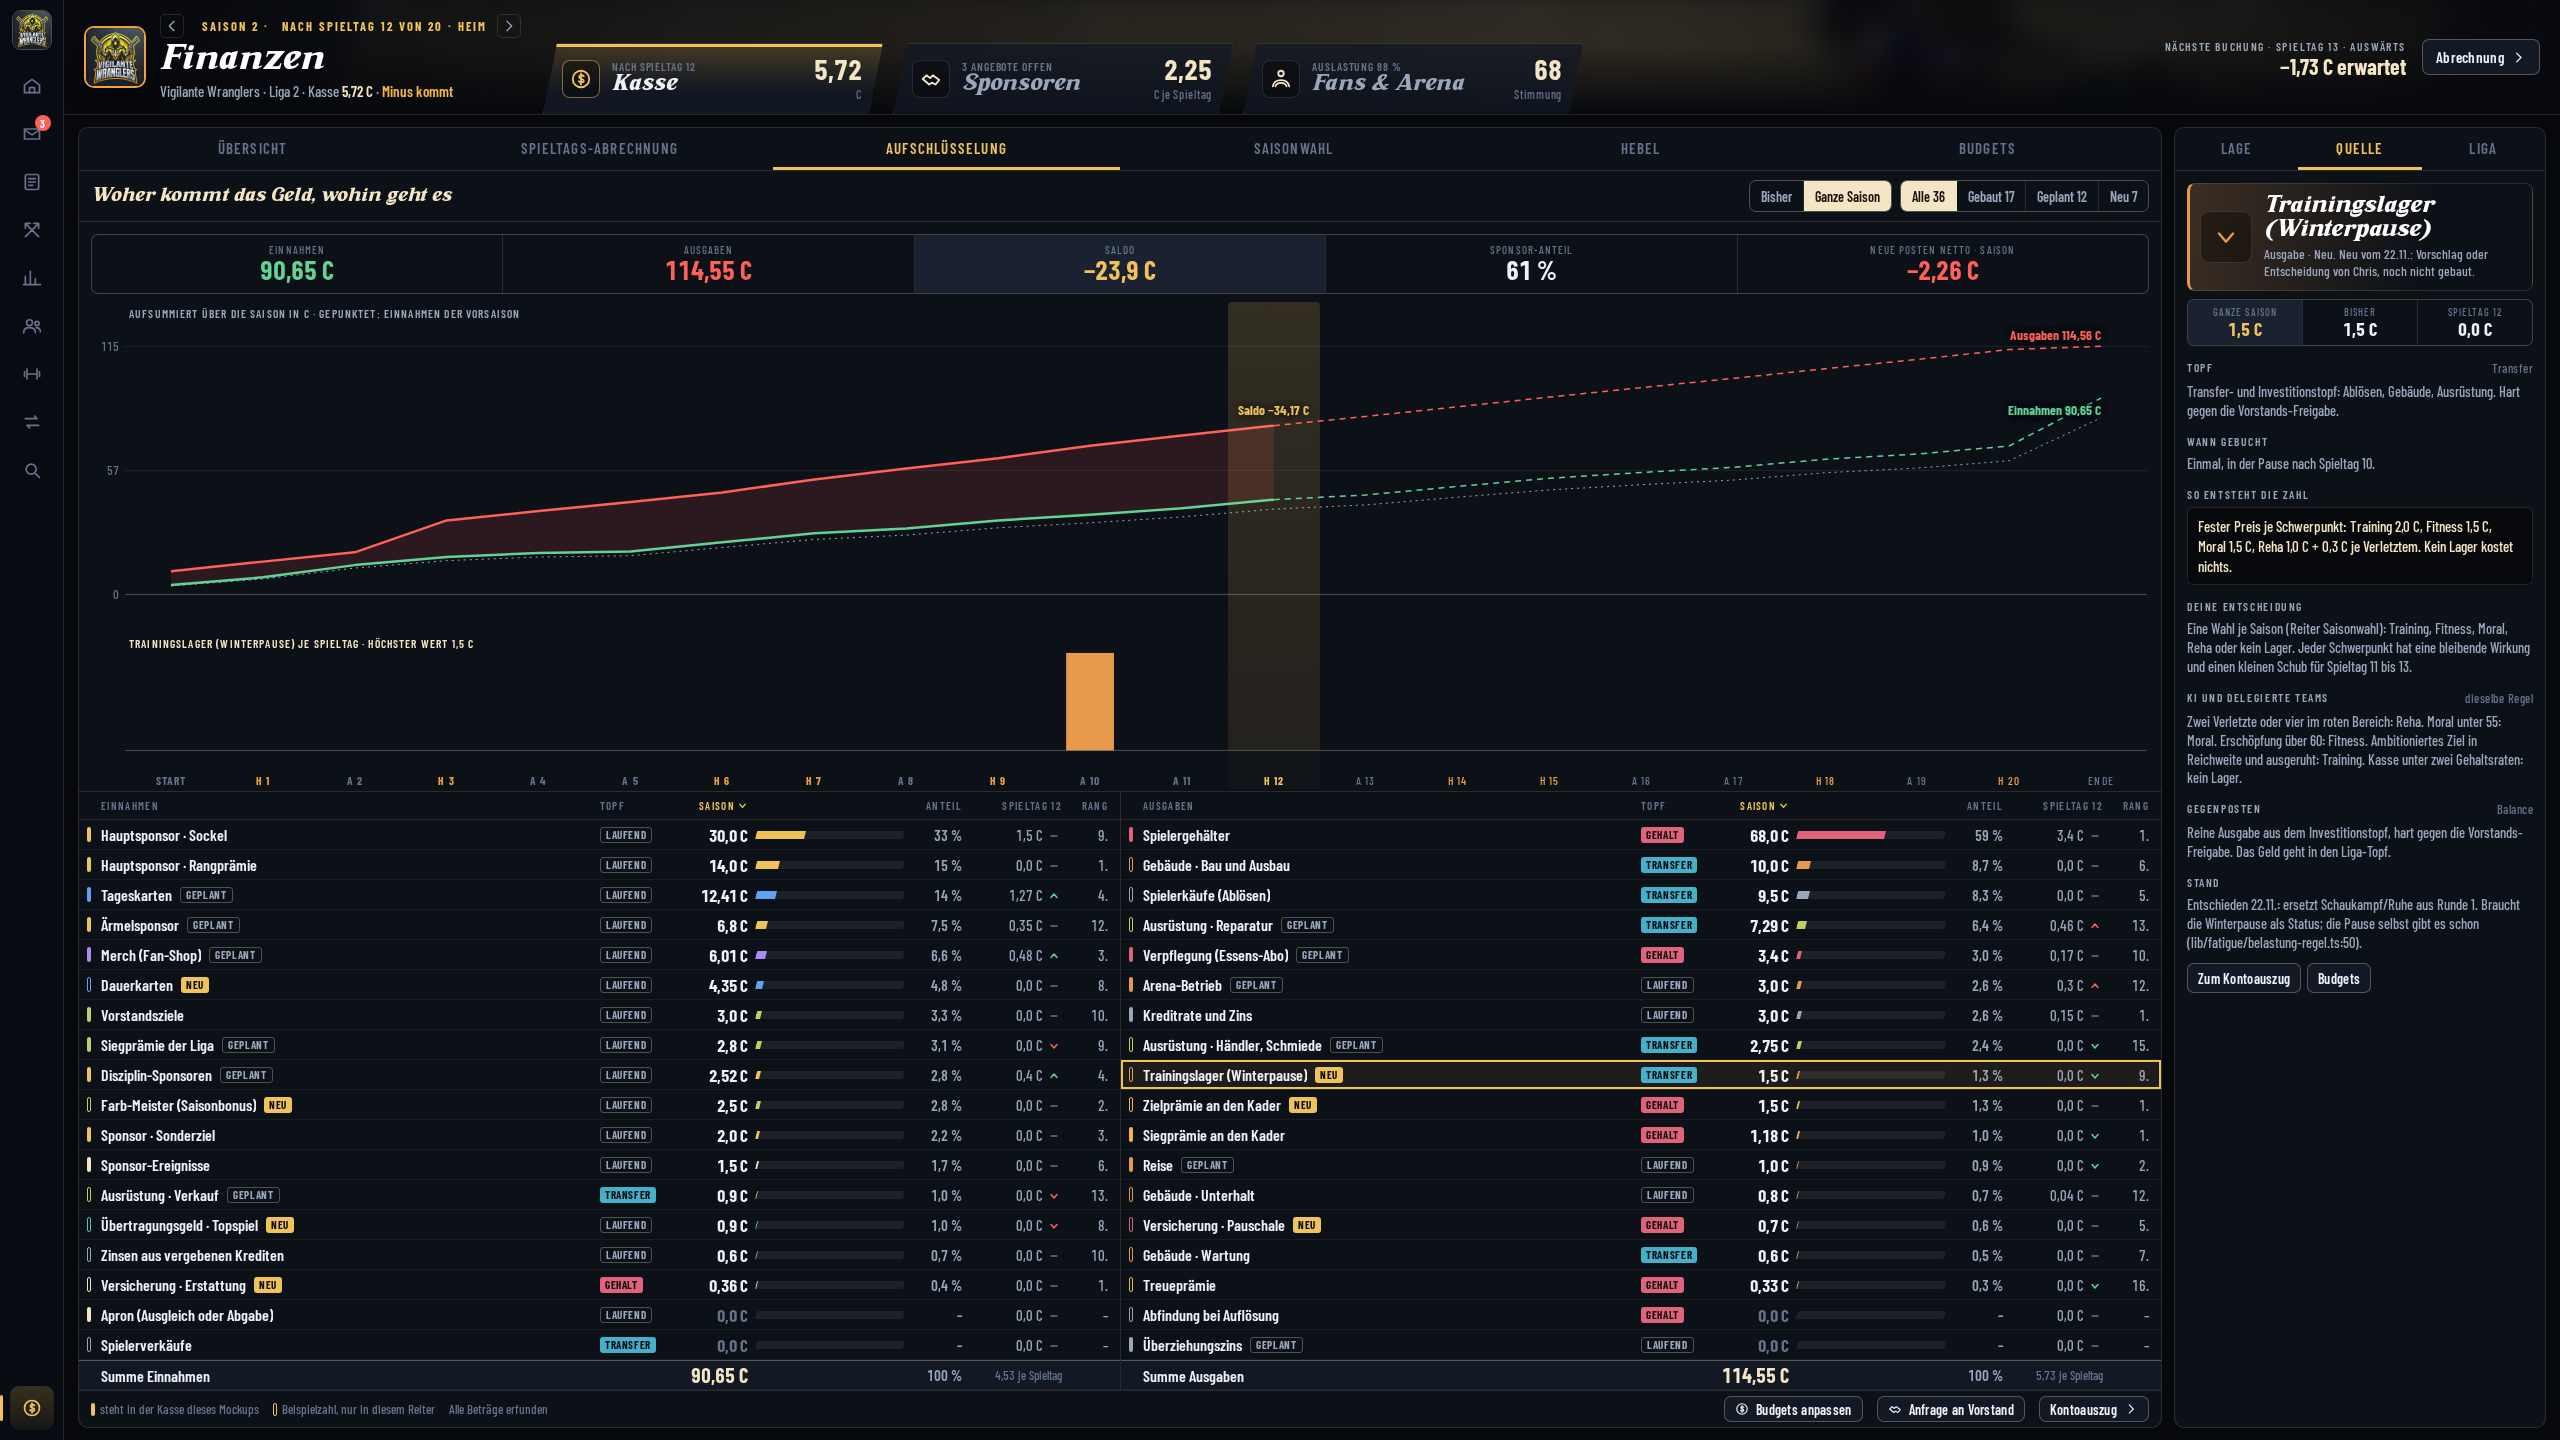 SAISON 2 · NACH SPIELTAG 12 VON 20 · HEIM
Finanzen
Vigilante Wranglers · Liga 2 · Kasse 5,72 C · Minus kommt
NACH SPIELTAG 12
Kasse
5,72
C
3 ANGEBOTE OFFEN
Sponsoren
2,25
C je Spieltag
AUSLASTUNG 88 %
Fans & Arena
68
Stimmung
NÄCHSTE BUCHUNG · SPIELTAG 13 · AUSWÄRTS
−1,73 C erwartet
Abrechnung
VIGILANTE WRANGLERS
3
ÜBERSICHT
SPIELTAGS-ABRECHNUNG
AUFSCHLÜSSELUNG
SAISONWAHL
HEBEL
BUDGETS
Woher kommt das Geld, wohin geht es
Bisher
Ganze Saison
Alle 36
Gebaut 17
Geplant 12
Neu 7
EINNAHMEN
90,65 C
AUSGABEN
114,55 C
SALDO
−23,9 C
SPONSOR-ANTEIL
61 %
NEUE POSTEN NETTO · SAISON
−2,26 C
AUFSUMMIERT ÜBER DIE SAISON IN C · GEPUNKTET: EINNAHMEN DER VORSAISON
115
57
0
Ausgaben 114,56 C
Saldo −34,17 C
Einnahmen 90,65 C
TRAININGSLAGER (WINTERPAUSE) JE SPIELTAG · HÖCHSTER WERT 1,5 C
START H 1 A 2 H 3 A 4 A 5 H 6 H 7 A 8 H 9 A 10 A 11 H 12 A 13 H 14 H 15 A 16 A 17 H 18 A 19 H 20 ENDE
EINNAHMEN TOPF SAISON ANTEIL SPIELTAG 12 RANG
Hauptsponsor · Sockel LAUFEND 30,0 C 33 % 1,5 C – 9.
Hauptsponsor · Rangprämie LAUFEND 14,0 C 15 % 0,0 C – 1.
Tageskarten GEPLANT LAUFEND 12,41 C 14 % 1,27 C 4.
Ärmelsponsor GEPLANT LAUFEND 6,8 C 7,5 % 0,35 C – 12.
Merch (Fan-Shop) GEPLANT LAUFEND 6,01 C 6,6 % 0,48 C 3.
Dauerkarten NEU LAUFEND 4,35 C 4,8 % 0,0 C – 8.
Vorstandsziele LAUFEND 3,0 C 3,3 % 0,0 C – 10.
Siegprämie der Liga GEPLANT LAUFEND 2,8 C 3,1 % 0,0 C 9.
Disziplin-Sponsoren GEPLANT LAUFEND 2,52 C 2,8 % 0,4 C 4.
Farb-Meister (Saisonbonus) NEU LAUFEND 2,5 C 2,8 % 0,0 C – 2.
Sponsor · Sonderziel LAUFEND 2,0 C 2,2 % 0,0 C – 3.
Sponsor-Ereignisse LAUFEND 1,5 C 1,7 % 0,0 C – 6.
Ausrüstung · Verkauf GEPLANT TRANSFER 0,9 C 1,0 % 0,0 C 13.
Übertragungsgeld · Topspiel NEU LAUFEND 0,9 C 1,0 % 0,0 C 8.
Zinsen aus vergebenen Krediten LAUFEND 0,6 C 0,7 % 0,0 C – 10.
Versicherung · Erstattung NEU GEHALT 0,36 C 0,4 % 0,0 C – 1.
Apron (Ausgleich oder Abgabe) LAUFEND 0,0 C - 0,0 C – -
Spielerverkäufe TRANSFER 0,0 C - 0,0 C – -
Summe Einnahmen 90,65 C 100 % 4,53 je Spieltag
AUSGABEN TOPF SAISON ANTEIL SPIELTAG 12 RANG
Spielergehälter GEHALT 68,0 C 59 % 3,4 C – 1.
Gebäude · Bau und Ausbau TRANSFER 10,0 C 8,7 % 0,0 C – 6.
Spielerkäufe (Ablösen) TRANSFER 9,5 C 8,3 % 0,0 C – 5.
Ausrüstung · Reparatur GEPLANT TRANSFER 7,29 C 6,4 % 0,46 C 13.
Verpflegung (Essens-Abo) GEPLANT GEHALT 3,4 C 3,0 % 0,17 C – 10.
Arena-Betrieb GEPLANT LAUFEND 3,0 C 2,6 % 0,3 C 12.
Kreditrate und Zins LAUFEND 3,0 C 2,6 % 0,15 C – 1.
Ausrüstung · Händler, Schmiede GEPLANT TRANSFER 2,75 C 2,4 % 0,0 C 15.
Trainingslager (Winterpause) NEU TRANSFER 1,5 C 1,3 % 0,0 C 9.
Zielprämie an den Kader NEU GEHALT 1,5 C 1,3 % 0,0 C – 1.
Siegprämie an den Kader GEHALT 1,18 C 1,0 % 0,0 C 1.
Reise GEPLANT LAUFEND 1,0 C 0,9 % 0,0 C 2.
Gebäude · Unterhalt LAUFEND 0,8 C 0,7 % 0,04 C – 12.
Versicherung · Pauschale NEU GEHALT 0,7 C 0,6 % 0,0 C – 5.
Gebäude · Wartung TRANSFER 0,6 C 0,5 % 0,0 C – 7.
Treueprämie GEHALT 0,33 C 0,3 % 0,0 C 16.
Abfindung bei Auflösung GEHALT 0,0 C - 0,0 C – -
Überziehungszins GEPLANT LAUFEND 0,0 C - 0,0 C – -
Summe Ausgaben 114,55 C 100 % 5,73 je Spieltag
steht in der Kasse dieses Mockups
Beispielzahl, nur in diesem Reiter
Alle Beträge erfunden
Budgets anpassen
Anfrage an Vorstand
Kontoauszug
LAGE
QUELLE
LIGA
Trainingslager
(Winterpause)
Ausgabe · Neu. Neu vom 22.11.: Vorschlag oder
Entscheidung von Chris, noch nicht gebaut.
GANZE SAISON
1,5 C
BISHER
1,5 C
SPIELTAG 12
0,0 C
TOPF
Transfer
Transfer- und Investitionstopf: Ablösen, Gebäude, Ausrüstung. Hart
gegen die Vorstands-Freigabe.
WANN GEBUCHT
Einmal, in der Pause nach Spieltag 10.
SO ENTSTEHT DIE ZAHL
Fester Preis je Schwerpunkt: Training 2,0 C, Fitness 1,5 C,
Moral 1,5 C, Reha 1,0 C + 0,3 C je Verletztem. Kein Lager kostet
nichts.
DEINE ENTSCHEIDUNG
Eine Wahl je Saison (Reiter Saisonwahl): Training, Fitness, Moral,
Reha oder kein Lager. Jeder Schwerpunkt hat eine bleibende Wirkung
und einen kleinen Schub für Spieltag 11 bis 13.
KI UND DELEGIERTE TEAMS
dieselbe Regel
Zwei Verletzte oder vier im roten Bereich: Reha. Moral unter 55:
Moral. Erschöpfung über 60: Fitness. Ambitioniertes Ziel in
Reichweite und ausgeruht: Training. Kasse unter zwei Gehaltsraten:
kein Lager.
GEGENPOSTEN
Balance
Reine Ausgabe aus dem Investitionstopf, hart gegen die Vorstands-
Freigabe. Das Geld geht in den Liga-Topf.
STAND
Entschieden 22.11.: ersetzt Schaukampf/Ruhe aus Runde 1. Braucht
die Winterpause als Status; die Pause selbst gibt es schon
(lib/fatigue/belastung-regel.ts:50).
Zum Kontoauszug
Budgets